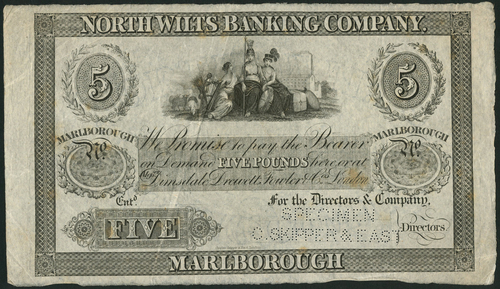 NORTH WILTS BANKING COMPANY.
5 5
MARLBOROUGH MARLBOROUGH
No. No.
We Promise to pay the Bearer
on Demand FIVE POUNDS here or at
Messrs Dimsdale Drewett Fowler & Co London
Entd
For the Directors & Company,
SPECIMEN
C. SKIPPER & EAST
Directors.
FIVE
MARLBOROUGH